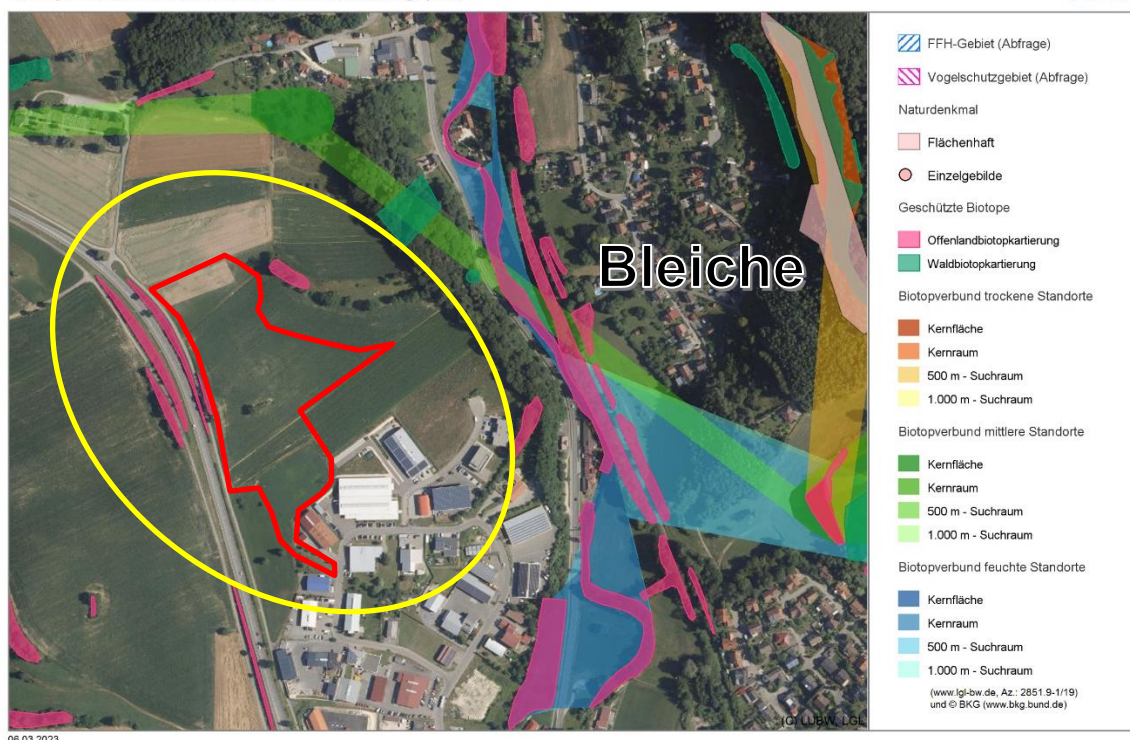 FFH-Gebiet (Abfrage)
Vogelschutzgebiet (Abfrage)
Naturdenkmal
Flächenhaft
Einzelgebilde
Geschützte Biotope
Offenlandbiotopkartierung
Waldbiotopkartierung
Biotopverbund trockene Standorte
Kernfläche
Kernraum
500 m - Suchraum
1.000 m - Suchraum
Biotopverbund mittlere Standorte
Kernfläche
Kernraum
500 m - Suchraum
1.000 m - Suchraum
Biotopverbund feuchte Standorte
Kernfläche
Kernraum
500 m - Suchraum
1.000 m - Suchraum
(www.lgl-bw.de, Az.: 2851.9-1/19)
und © BKG (www.bkg.bund.de)
Bleiche
(C) LUBW, LGL
06.03.2023